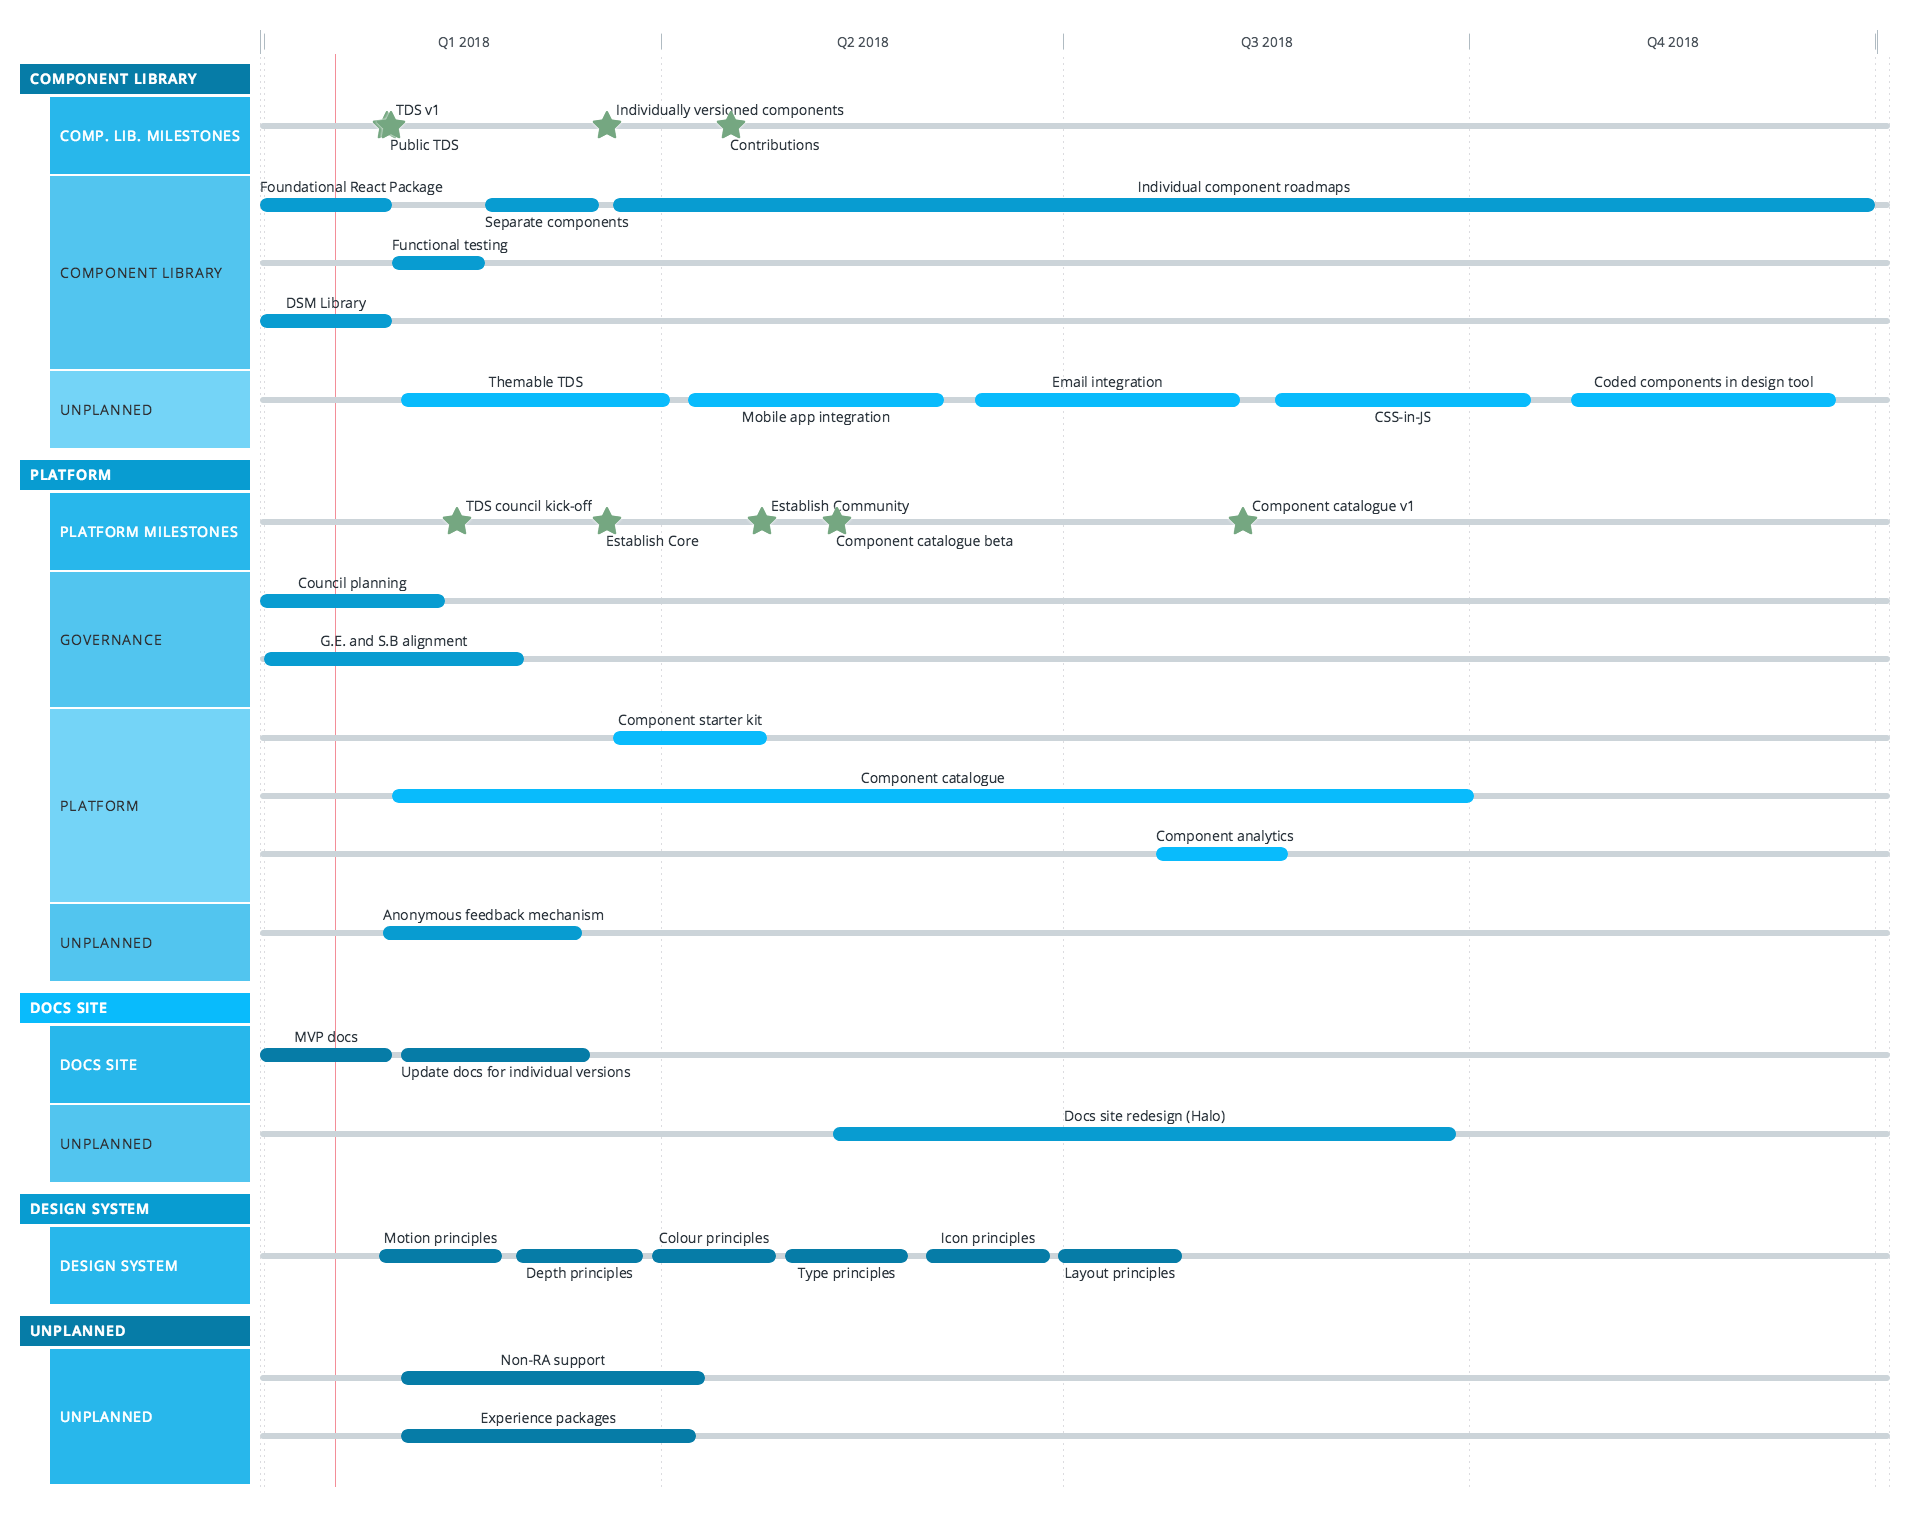 Q1 2018
Q2 2018
Q3 2018
Q4 2018
COMPONENT LIBRARY
COMP. LIB. MILESTONES
TDS v1
Individually versioned components
Public TDS
Contributions
COMPONENT LIBRARY
Foundational React Package
Individual component roadmaps
Separate components
Functional testing
DSM Library
UNPLANNED
Themable TDS
Email integration
Coded components in design tool
Mobile app integration
CSS-in-JS
PLATFORM
PLATFORM MILESTONES
TDS council kick-off
Establish Community
Component catalogue v1
Establish Core
Component catalogue beta
GOVERNANCE
Council planning
G.E. and S.B alignment
PLATFORM
Component starter kit
Component catalogue
Component analytics
UNPLANNED
Anonymous feedback mechanism
DOCS SITE
DOCS SITE
MVP docs
Update docs for individual versions
UNPLANNED
Docs site redesign (Halo)
DESIGN SYSTEM
DESIGN SYSTEM
Motion principles
Colour principles
Icon principles
Depth principles
Type principles
Layout principles
UNPLANNED
UNPLANNED
Non-RA support
Experience packages